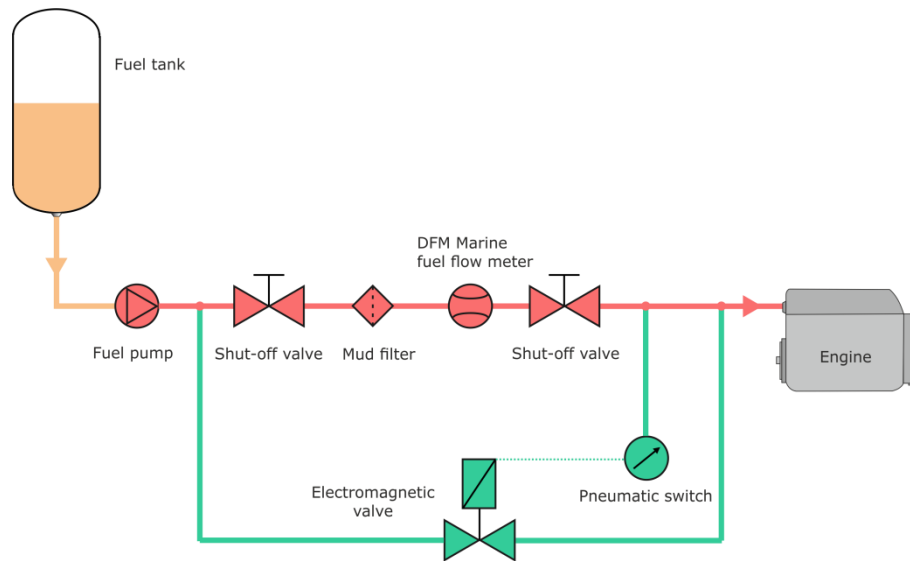 Fuel tank
DFM Marine
fuel flow meter
Fuel pump
Shut-off valve
Mud filter
Shut-off valve
Engine
Electromagnetic
valve
Pneumatic switch